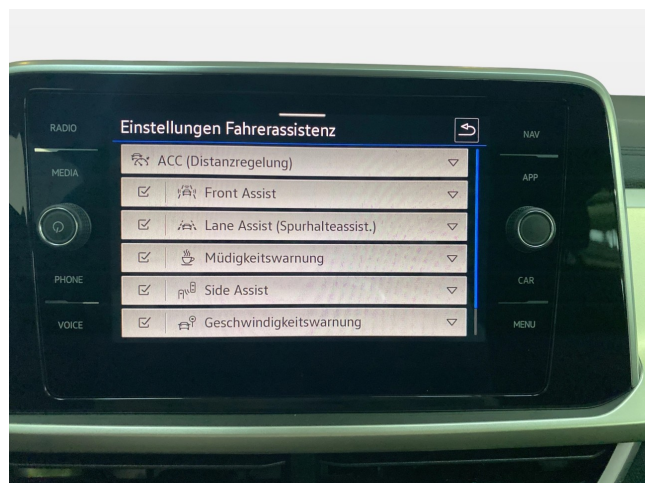 RADIO
MEDIA
PHONE
VOICE
Einstellungen Fahrerassistenz
ACC (Distanzregelung)
Front Assist
Lane Assist (Spurhalteassist.)
Müdigkeitswarnung
Side Assist
Geschwindigkeitswarnung
NAV
APP
CAR
MENU